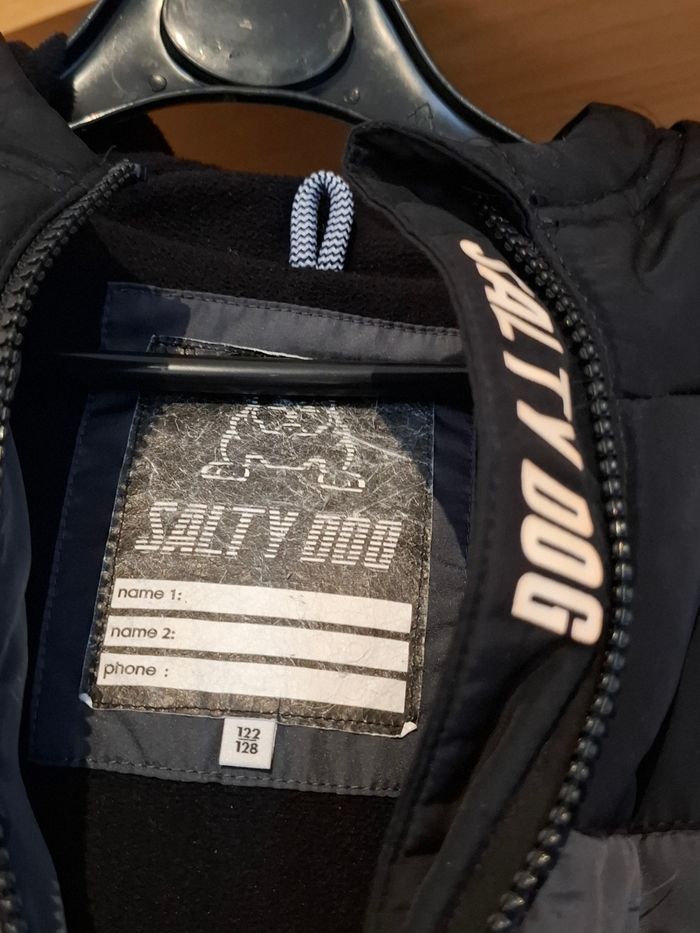 SALTY DOG
SALTY DOG
name 1:
name 2:
phone :
122
128